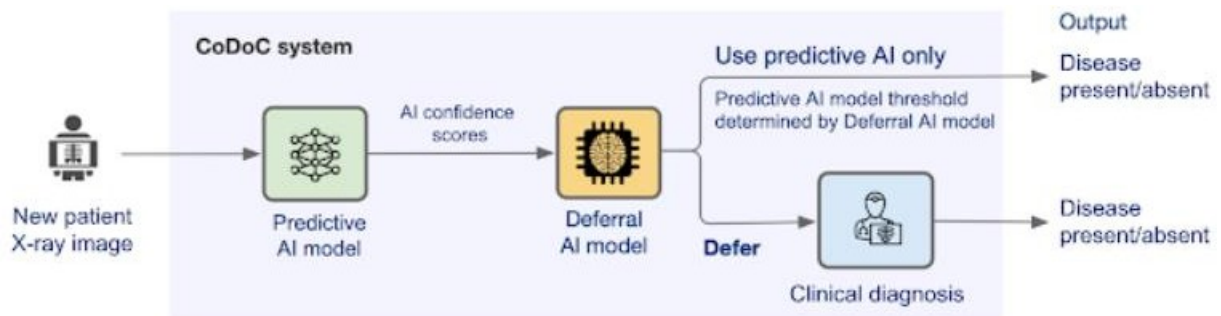 CoDoC system
Output
Use predictive AI only
Disease
present/absent
AI confidence
scores
Predictive AI model threshold
determined by Deferral AI model
New patient
X-ray image
Predictive
AI model
Deferral
AI model
Defer
Clinical diagnosis
Disease
present/absent